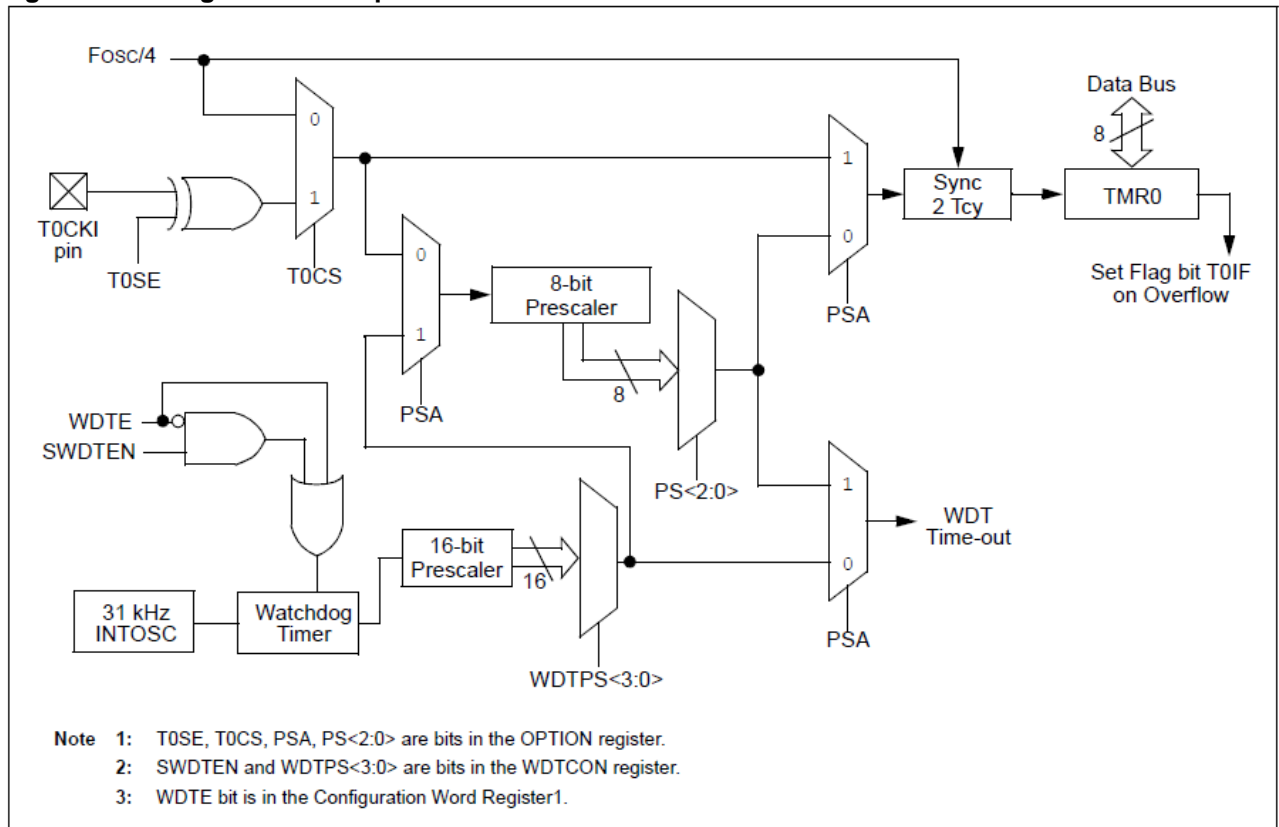 Fosc/4
Data Bus
8
0
1
1
0
Sync
2 Tcy
TMR0
T0CKI
pin
T0SE
T0CS
0
1
8-bit
Prescaler
8
PSA
Set Flag bit T0IF
on Overflow
PSA
WDTE
SWDTEN
PS<2:0>
1
0
WDT
Time-out
16-bit
Prescaler
16
31 kHz
INTOSC
Watchdog
Timer
PSA
WDTPS<3:0>
Note 1: T0SE, T0CS, PSA, PS<2:0> are bits in the OPTION register.
2: SWDTEN and WDTPS<3:0> are bits in the WDTCON register.
3: WDTE bit is in the Configuration Word Register1.